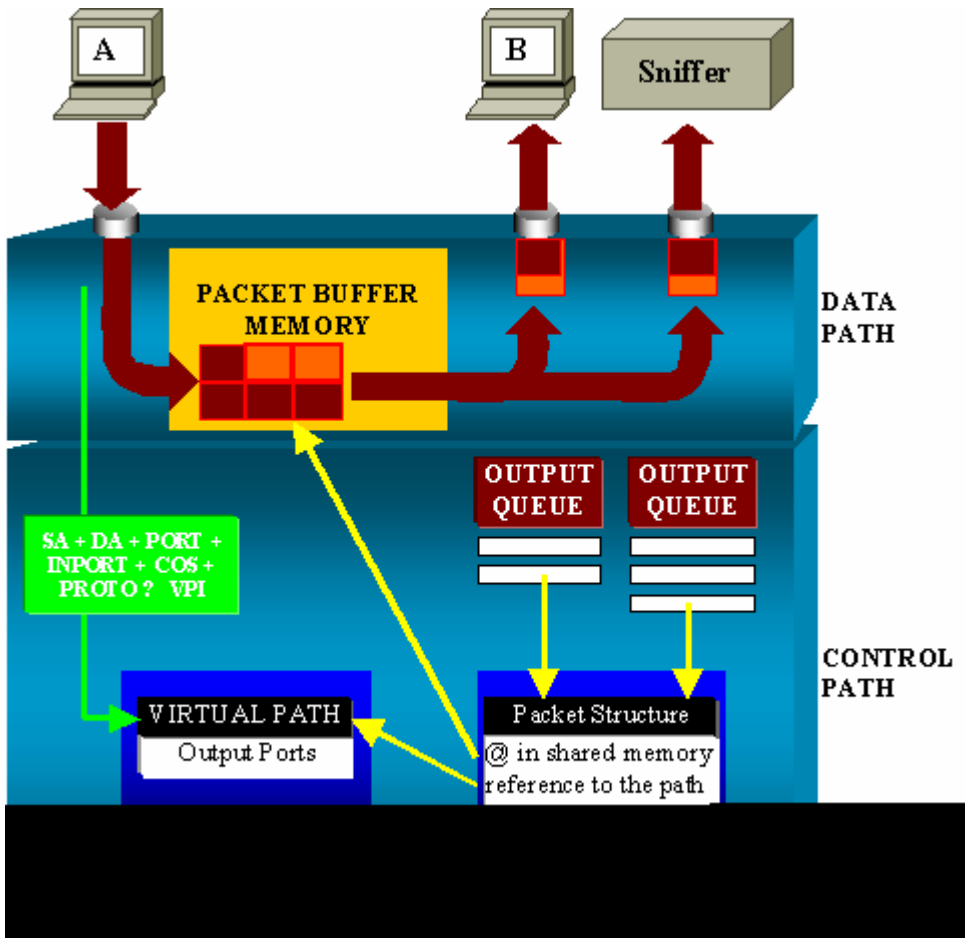 A
B
Sniffer
PACKET BUFFER
MEMORY
DATA
PATH
OUTPUT
QUEUE
OUTPUT
QUEUE
SA + DA + PORT +
INPORT + COS +
PROTO ? VPI
CONTROL
PATH
VIRTUAL PATH
Output Ports
Packet Structure
@ in shared memory
reference to the path